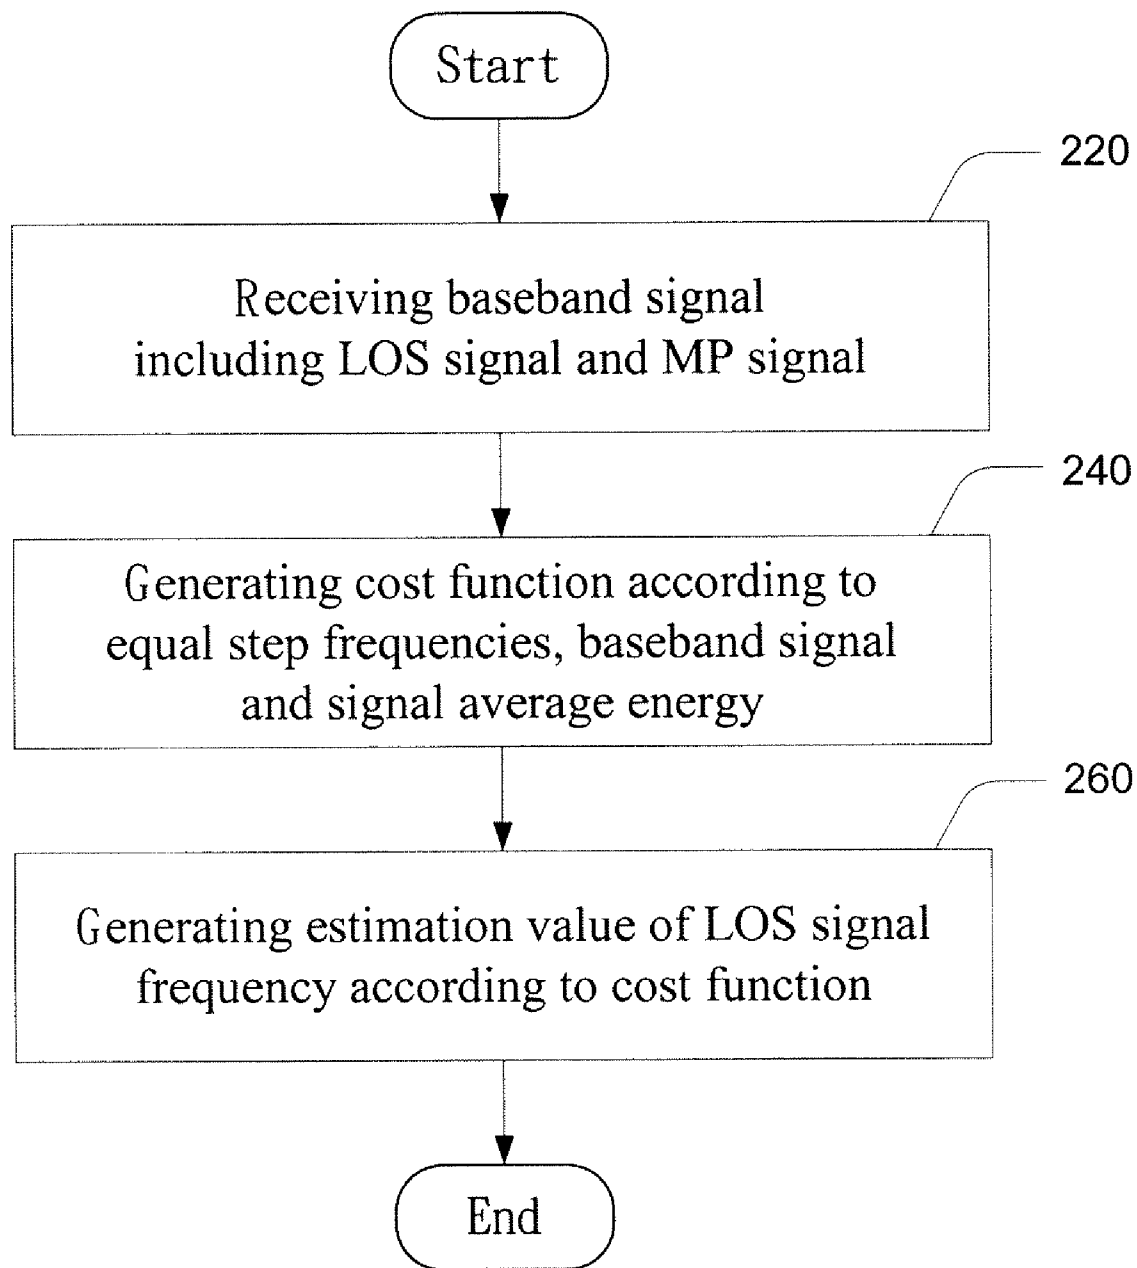 Start
220
Receiving baseband signal
including LOS signal and MP signal
240
Generating cost function according to
equal step frequencies, baseband signal
and signal average energy
260
Generating estimation value of LOS signal
frequency according to cost function
End